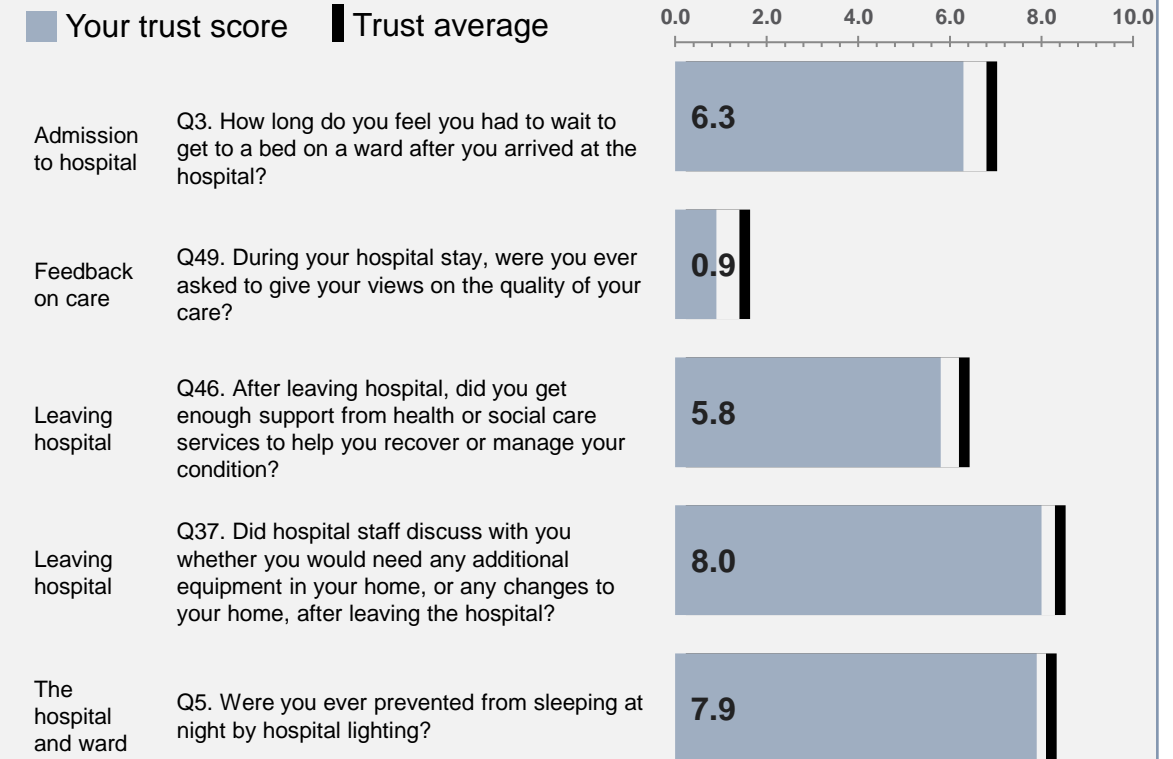 Your trust score Trust average
0.0 2.0 4.0 6.0 8.0 10.0
Admission
to hospital
Q3. How long do you feel you had to wait to
get to a bed on a ward after you arrived at the
hospital?
6.3
Feedback
on care
Q49. During your hospital stay, were you ever
asked to give your views on the quality of your
care?
0.9
Leaving
hospital
Q46. After leaving hospital, did you get
enough support from health or social care
services to help you recover or manage your
condition?
5.8
Leaving
hospital
Q37. Did hospital staff discuss with you
whether you would need any additional
equipment in your home, or any changes to
your home, after leaving the hospital?
8.0
The
hospital
and ward
Q5. Were you ever prevented from sleeping at
night by hospital lighting?
7.9